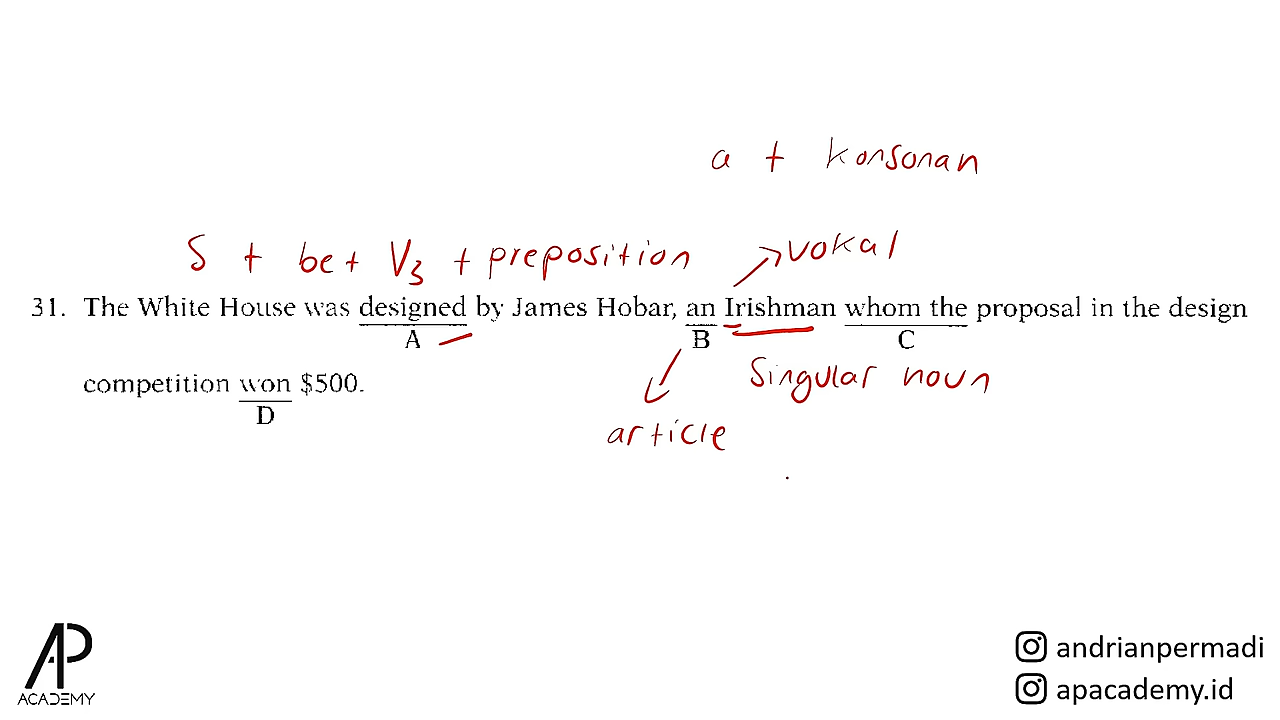 a + konsonan
S + be + V3 + preposition
vokal
31. The White House was designed by James Hobar, an Irishman whom the proposal in the design
A
B
C
singular noun
competition won $500.
D
article
AP
ACADEMY
andrianpermadi
apacademy.id